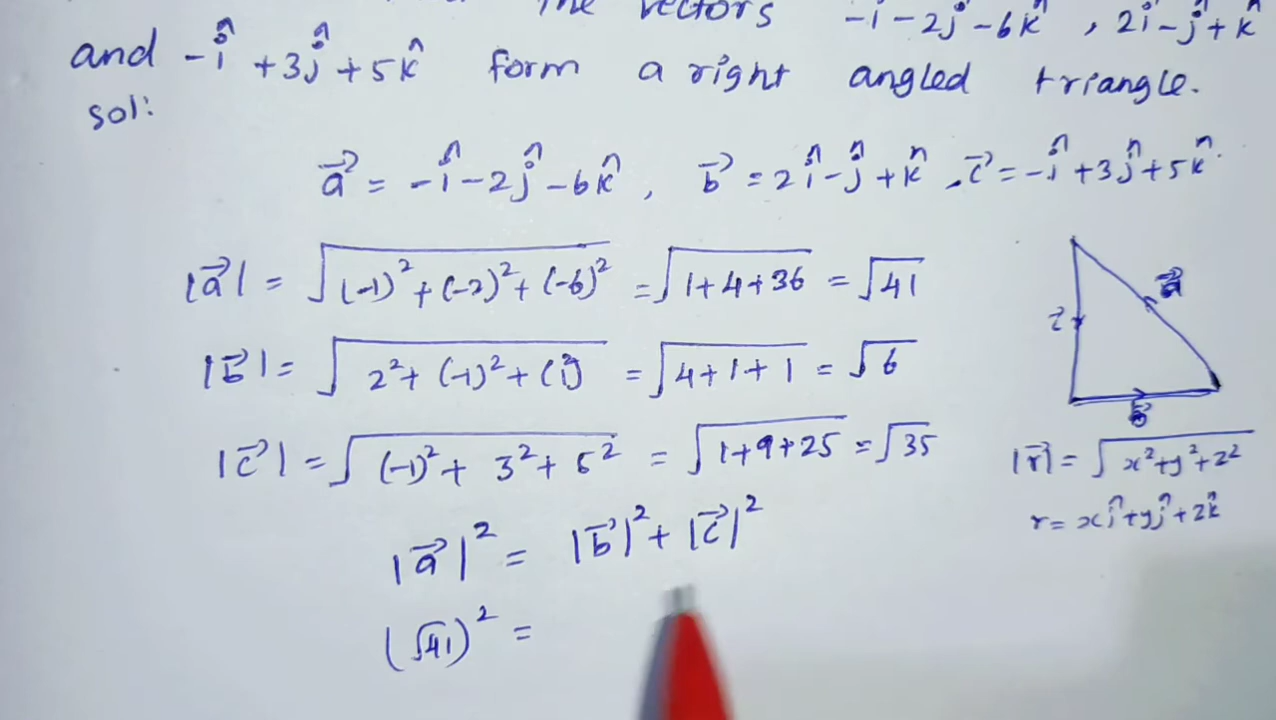 The vectors -î - 2ĵ - 6k̂ , 2î - ĵ + k̂
and -î + 3ĵ + 5k̂ form a right angled triangle.
sol:
a⃗ = -î - 2ĵ - 6k̂ , b⃗ = 2î - ĵ + k̂ , c⃗ = -î + 3ĵ + 5k̂.
|a⃗| = √((-1)² + (-2)² + (-6)²) = √(1+4+36) = √41
|b⃗| = √(2² + (-1)² + (1)²) = √(4+1+1) = √6
|c⃗| = √((-1)² + 3² + 5²) = √(1+9+25) = √35
|a⃗|² = |b⃗|² + |c⃗|²
(√41)² =
a⃗
c⃗
b⃗
|r⃗| = √(x²+y²+z²)
r = xî + yĵ + zk̂